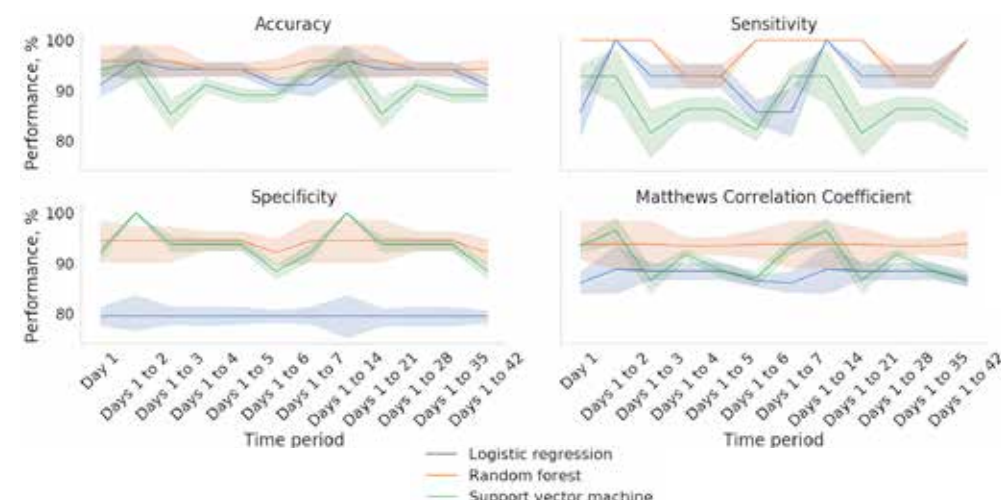 Accuracy
Sensitivity
Performance, %
100
90
80
Specificity
Matthews Correlation Coefficient
Performance, %
100
90
80
Day 1
Days 1 to 2
Days 1 to 3
Days 1 to 4
Days 1 to 5
Days 1 to 6
Days 1 to 7
Days 1 to 14
Days 1 to 21
Days 1 to 28
Days 1 to 35
Days 1 to 42
Day 1
Days 1 to 2
Days 1 to 3
Days 1 to 4
Days 1 to 5
Days 1 to 6
Days 1 to 7
Days 1 to 14
Days 1 to 21
Days 1 to 28
Days 1 to 35
Days 1 to 42
Time period
Time period
Logistic regression
Random forest
Support vector machine